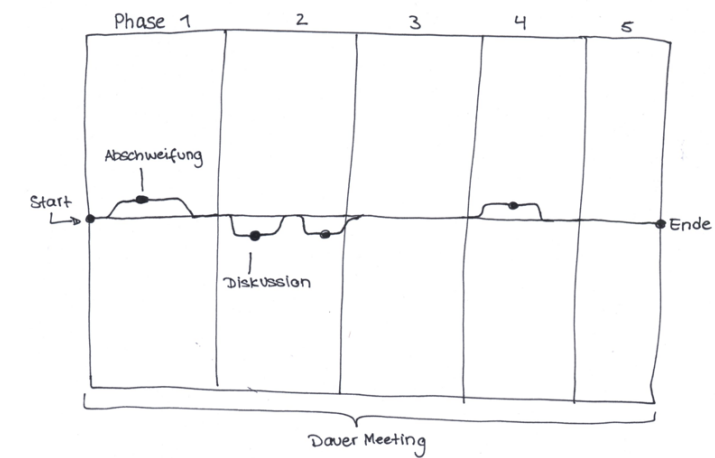 Phase 1 2 3 4 5
Abschweifung
Start
Ende
Diskussion
Dauer Meeting